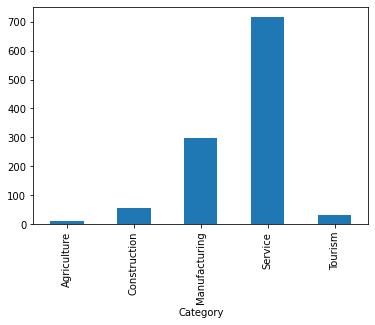 700
600
500
400
300
200
100
0
Agriculture
Construction
Manufacturing
Service
Tourism
Category